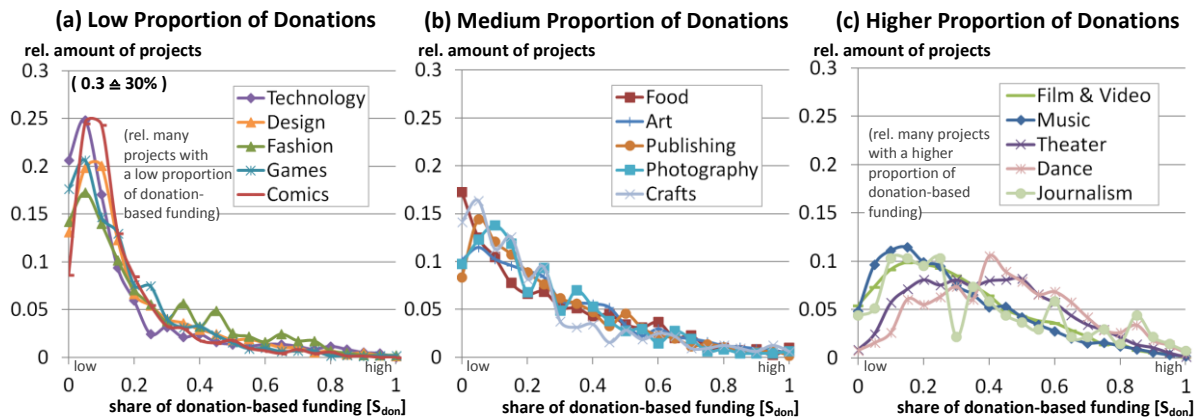 (a) Low Proportion of Donations
rel. amount of projects
0.3
0.25
0.2
0.15
0.1
0.05
0
( 0.3 ≙ 30% )
Technology
Design
Fashion
Games
Comics
(rel. many
projects with
a low proportion
of donation-
based funding)
0
0.2
0.4
0.6
0.8
1
low
high
share of donation-based funding [S_don]
(b) Medium Proportion of Donations
rel. amount of projects
0.3
0.25
0.2
0.15
0.1
0.05
0
Food
Art
Publishing
Photography
Crafts
0
0.2
0.4
0.6
0.8
1
low
high
share of donation-based funding [S_don]
(c) Higher Proportion of Donations
rel. amount of projects
0.3
0.25
0.2
0.15
0.1
0.05
0
Film & Video
Music
Theater
Dance
Journalism
(rel. many projects
with a higher
proportion of
donation-based
funding)
0
0.2
0.4
0.6
0.8
1
low
high
share of donation-based funding [S_don]